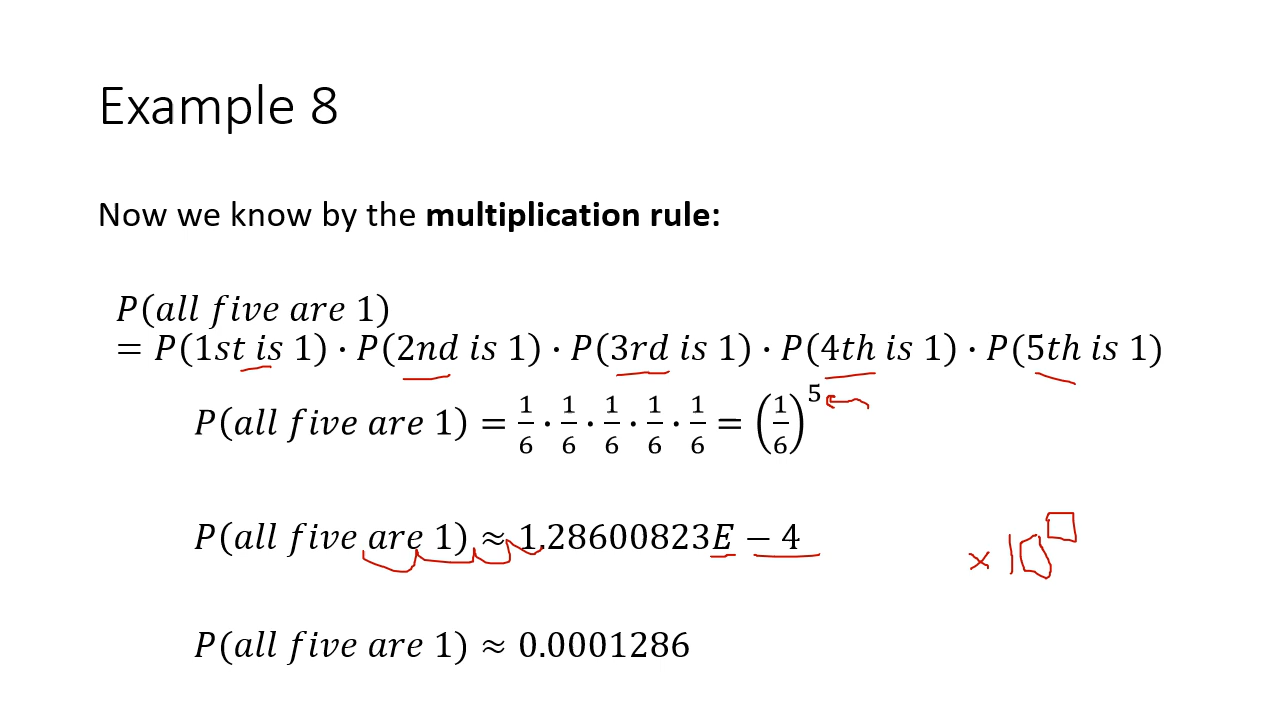 Example 8
Now we know by the multiplication rule:
P(all five are 1)
= P(1st is 1) · P(2nd is 1) · P(3rd is 1) · P(4th is 1) · P(5th is 1)
P(all five are 1) = 1/6 · 1/6 · 1/6 · 1/6 · 1/6 = (1/6)^5
P(all five are 1) ≈ 1.28600823E − 4
× 10^□
P(all five are 1) ≈ 0.0001286